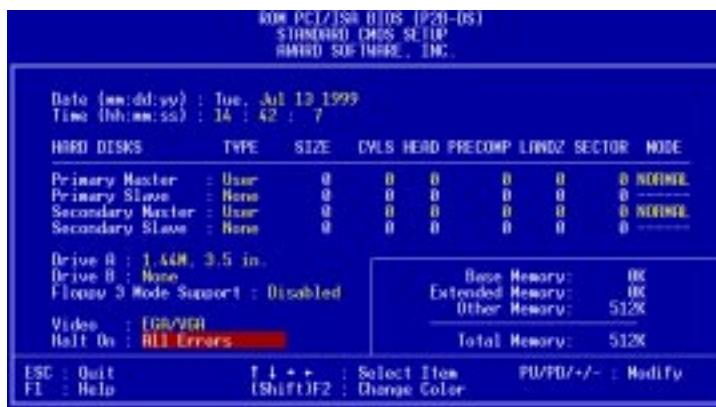 ROM PCI/ISA BIOS (P2B-DS)
STANDARD CMOS SETUP
AWARD SOFTWARE, INC.
Date (mm:dd:yy) : Tue, Jul 13 1999
Time (hh:mm:ss) : 14 : 42 : 7
HARD DISKS TYPE SIZE CYLS HEAD PRECOMP LANDZ SECTOR MODE
Primary Master : User 0 0 0 0 0 0 NORMAL
Primary Slave : None 0 0 0 0 0 0 ------
Secondary Master : User 0 0 0 0 0 0 NORMAL
Secondary Slave : None 0 0 0 0 0 0 ------
Drive A : 1.44M, 3.5 in.
Drive B : None
Floppy 3 Mode Support : Disabled
Video : EGA/VGA
Halt On : All Errors
Base Memory: 0K
Extended Memory: 0K
Other Memory: 512K
Total Memory: 512K
ESC : Quit ↑ ↓ → ← : Select Item PU/PD/+/- : Modify
F1 : Help (Shift)F2 : Change Color